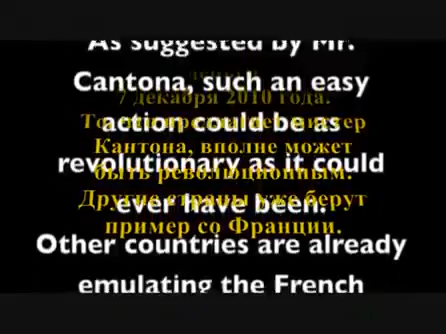 As suggested by Mr.
Cantona, such an easy
action could be as
revolutionary as it could
ever have been.
Other countries are already
emulating the French
7 декабря 2010 года.
мистер
Кантона, вполне может
быть революционным.
Другие страны уже берут
пример со Франции.